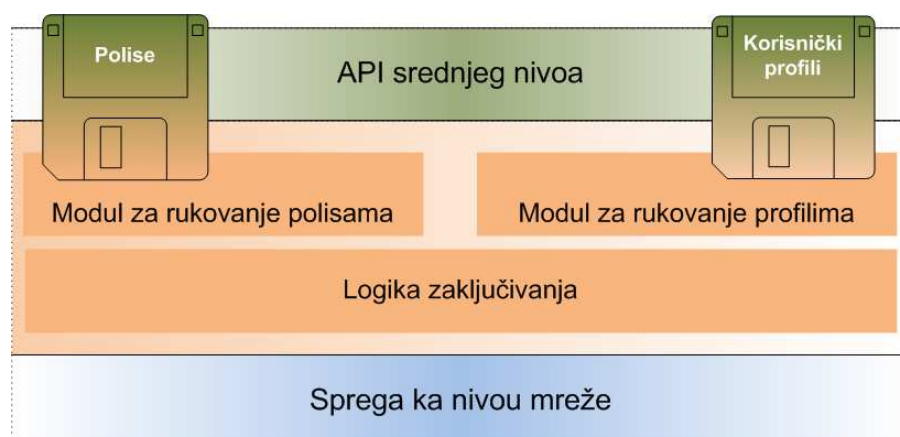 Polise
API srednjeg nivoa
Korisnički
profili
Modul za rukovanje polisama
Modul za rukovanje profilima
Logika zaključivanja
Sprega ka nivou mreže